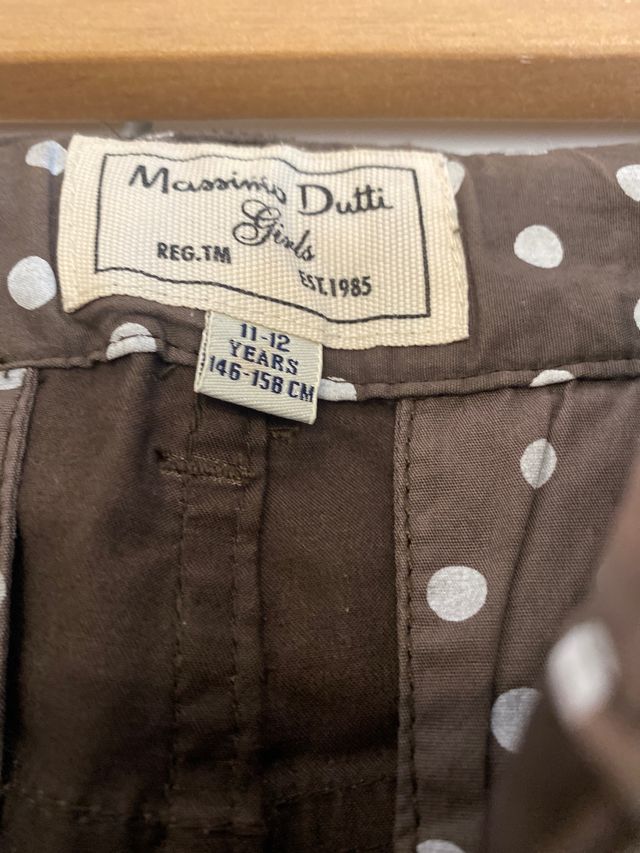 Massimo Dutti
Girls
REG.TM
EST.1985
11-12
YEARS
146-158 CM